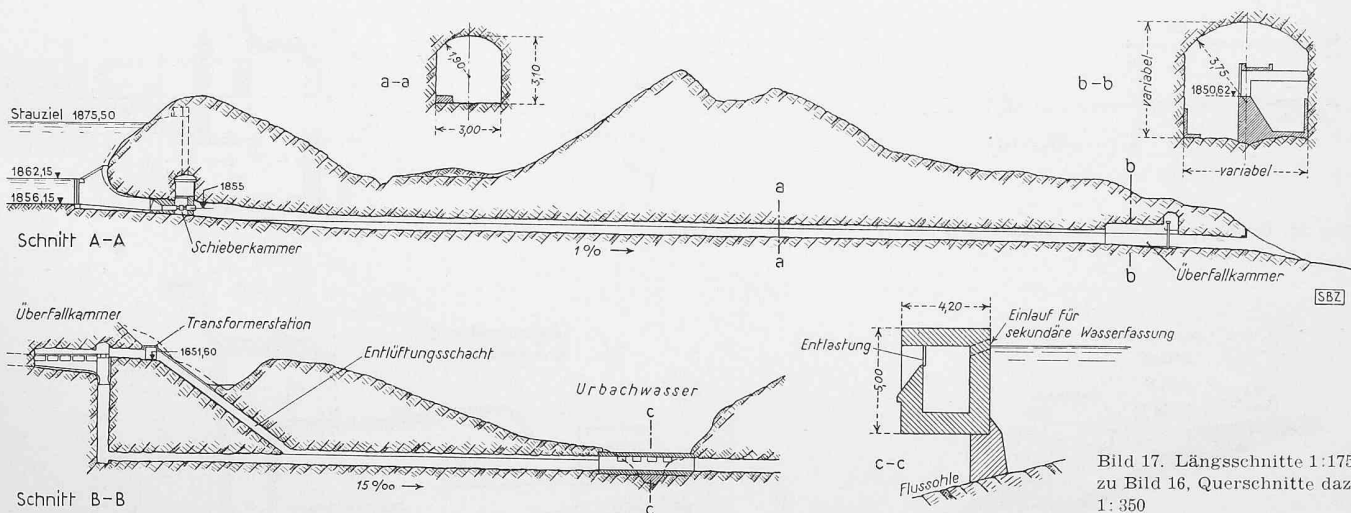 Stauziel 1875,50
1862,15
1856,15
1855
Schnitt A-A
Schieberkammer
1%
a-a
1,90
3,10
3,00
a
a
b-b
variabel
3,75
1850,62
variabel
b
b
Überfallkammer
SBZ
Überfallkammer
Transformerstation
1851,60
Entlüftungsschacht
Urbachwasser
c
c
15‰
Schnitt B-B
4,20
5,00
Entlastung
Einlauf für
sekundäre Wasserfassung
c-c
Flussohle
Bild 17. Längsschnitte 1:175
zu Bild 16, Querschnitte daz
1:350